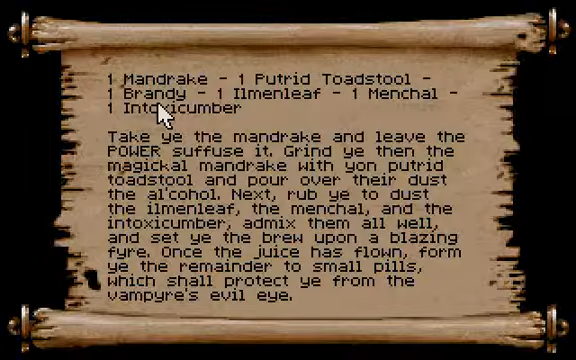 1 Mandrake - 1 Putrid Toadstool -
1 Brandy - 1 Ilmenleaf - 1 Menchal -
1 Intoxicumber
Take ye the mandrake and leave the
POWER suffuse it. Grind ye then the
magickal mandrake with yon putrid
toadstool and pour over their dust
the al'cohol. Next, rub ye to dust
the ilmenleaf, the menchal, and the
intoxicumber, admix them all well,
and set ye the brew upon a blazing
fyre. Once the juice has flown, form
ye the remainder to small pills,
which shall protect ye from the
vampyre's evil eye.